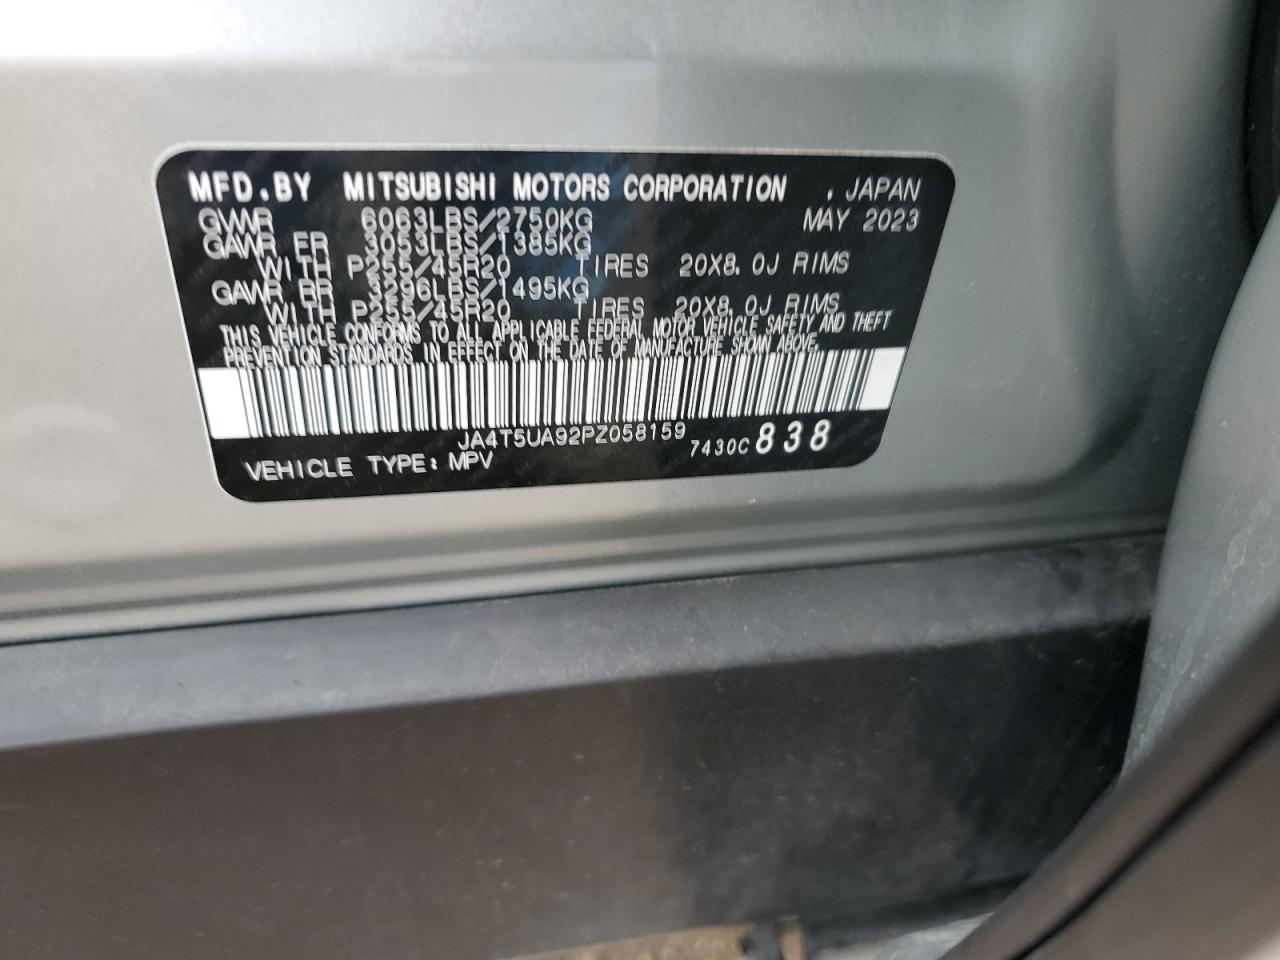 MFD.BY MITSUBISHI MOTORS CORPORATION , JAPAN
GVWR 6063LBS/2750KG MAY 2023
GAWR FR 3053LBS/1385KG
WITH P255/45R20 TIRES 20X8.0J RIMS
GAWR RR 3296LBS/1495KG
WITH P255/45R20 TIRES 20X8.0J RIMS
THIS VEHICLE CONFORMS TO ALL APPLICABLE FEDERAL MOTOR VEHICLE SAFETY AND THEFT
PREVENTION STANDARDS IN EFFECT ON THE DATE OF MANUFACTURE SHOWN ABOVE.
JA4T5UA92PZ058159
VEHICLE TYPE: MPV 7430C 838